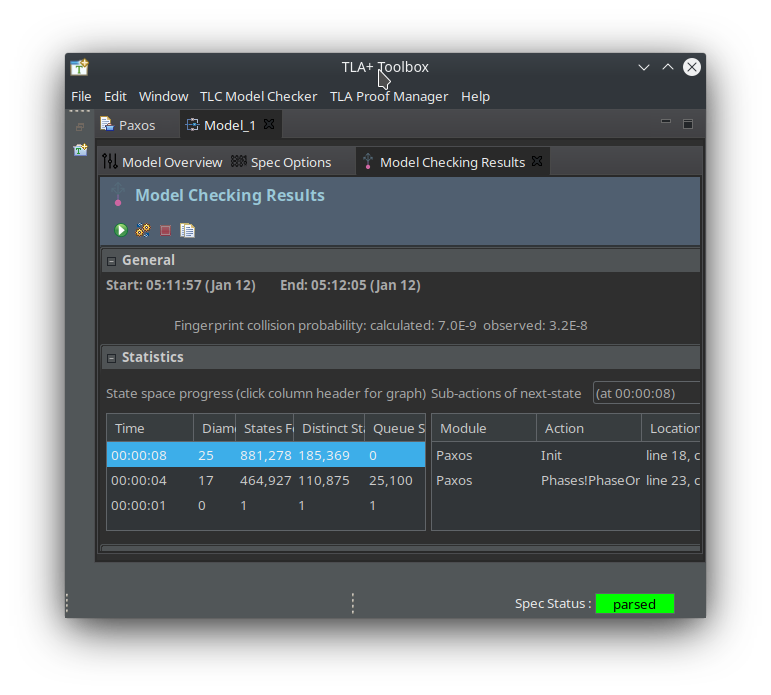 TLA+ Toolbox
File Edit Window TLC Model Checker TLA Proof Manager Help
Paxos Model_1
Model Overview Spec Options Model Checking Results
Model Checking Results
General
Start: 05:11:57 (Jan 12) End: 05:12:05 (Jan 12)
Fingerprint collision probability: calculated: 7.0E-9 observed: 3.2E-8
Statistics
State space progress (click column header for graph) Sub-actions of next-state (at 00:00:08)
Time Diam States F Distinct St Queue S Module Action Location
00:00:08 25 881,278 185,369 0 Paxos Init line 18, c
00:00:04 17 464,927 110,875 25,100 Paxos Phases!PhaseOr line 23, c
00:00:01 0 1 1 1
Spec Status : parsed